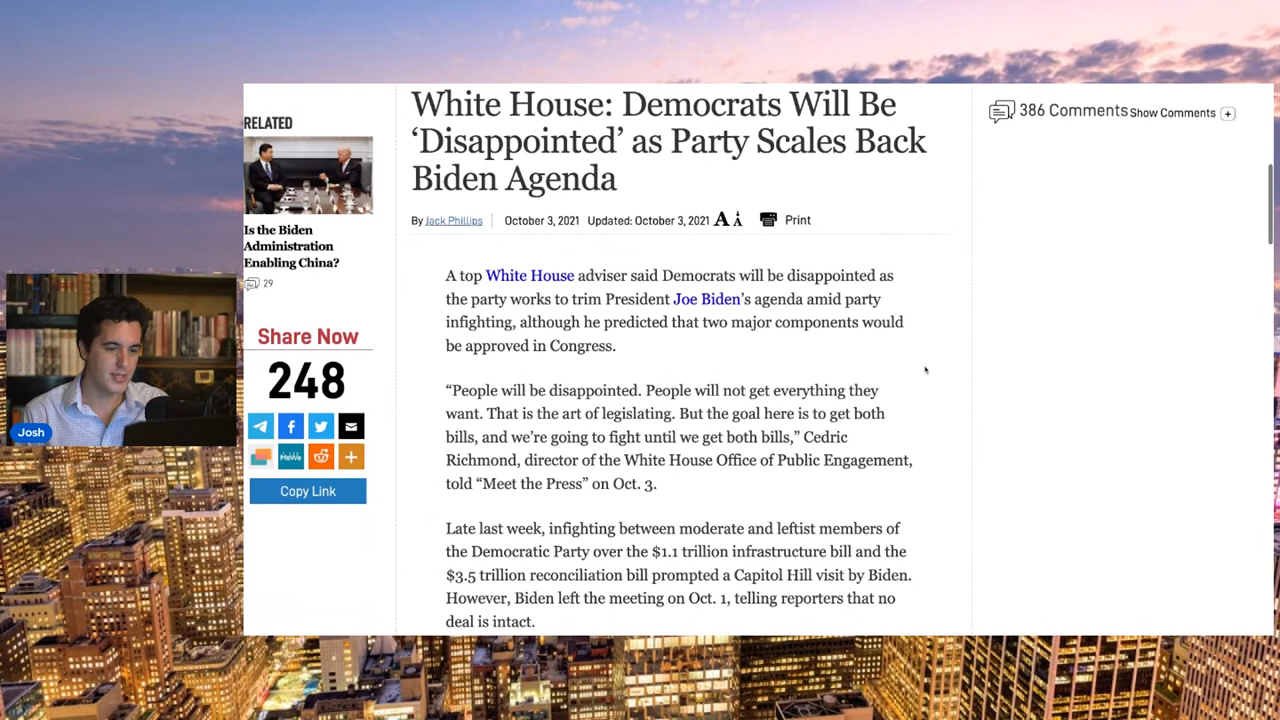 RELATED
Is the Biden
Administration
Enabling China?
29
Share Now
248
MeWe
Copy Link
Josh
White House: Democrats Will Be
‘Disappointed’ as Party Scales Back
Biden Agenda
By Jack Phillips October 3, 2021 Updated: October 3, 2021 A A Print
A top White House adviser said Democrats will be disappointed as
the party works to trim President Joe Biden’s agenda amid party
infighting, although he predicted that two major components would
be approved in Congress.
“People will be disappointed. People will not get everything they
want. That is the art of legislating. But the goal here is to get both
bills, and we’re going to fight until we get both bills,” Cedric
Richmond, director of the White House Office of Public Engagement,
told “Meet the Press” on Oct. 3.
Late last week, infighting between moderate and leftist members of
the Democratic Party over the $1.1 trillion infrastructure bill and the
$3.5 trillion reconciliation bill prompted a Capitol Hill visit by Biden.
However, Biden left the meeting on Oct. 1, telling reporters that no
deal is intact.
386 Comments Show Comments +